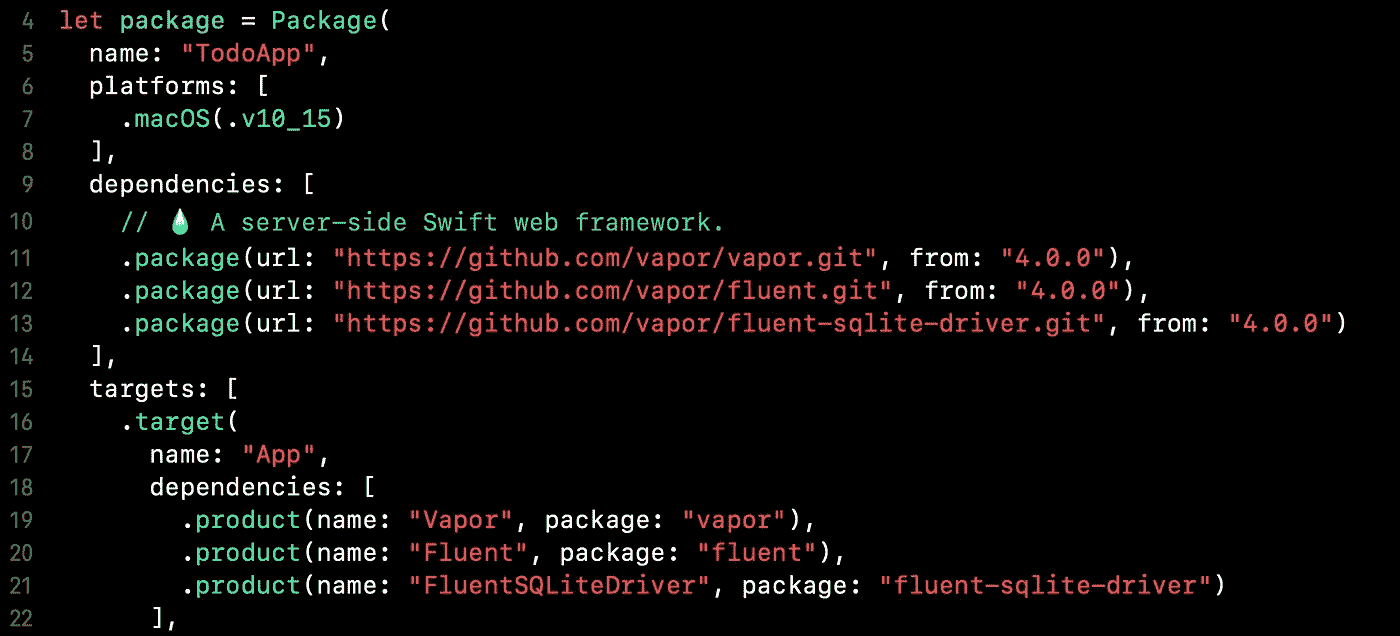 4 let package = Package(
5   name: "TodoApp",
6   platforms: [
7     .macOS(.v10_15)
8   ],
9   dependencies: [
10     // 💧 A server-side Swift web framework.
11     .package(url: "https://github.com/vapor/vapor.git", from: "4.0.0"),
12     .package(url: "https://github.com/vapor/fluent.git", from: "4.0.0"),
13     .package(url: "https://github.com/vapor/fluent-sqlite-driver.git", from: "4.0.0")
14   ],
15   targets: [
16     .target(
17       name: "App",
18       dependencies: [
19         .product(name: "Vapor", package: "vapor"),
20         .product(name: "Fluent", package: "fluent"),
21         .product(name: "FluentSQLiteDriver", package: "fluent-sqlite-driver")
22       ],